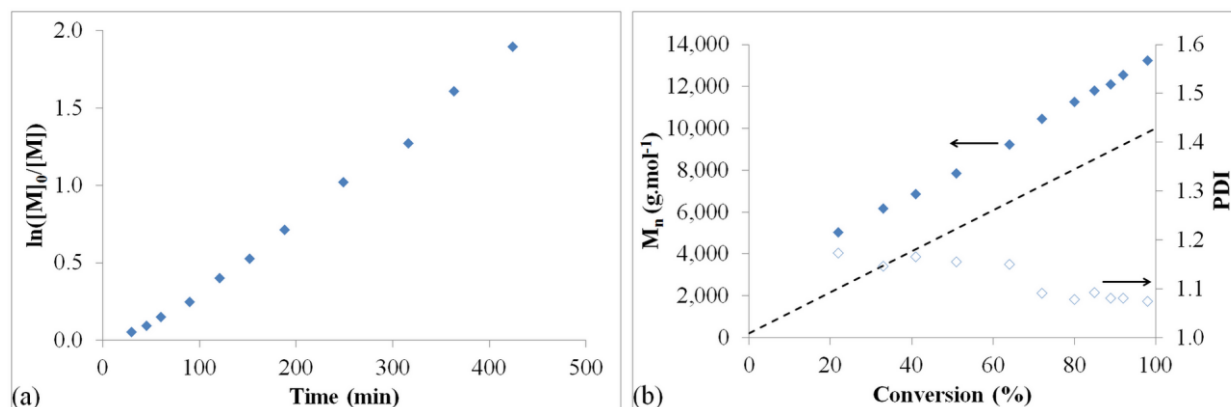 2.0
1.5
1.0
0.5
0.0
ln([M]₀/[M])
0 100 200 300 400 500
Time (min)
(a)
14,000
12,000
10,000
8,000
6,000
4,000
2,000
0
Mₙ (g.mol⁻¹)
1.6
1.5
1.4
1.3
1.2
1.1
1.0
PDI
0 20 40 60 80 100
Conversion (%)
(b)